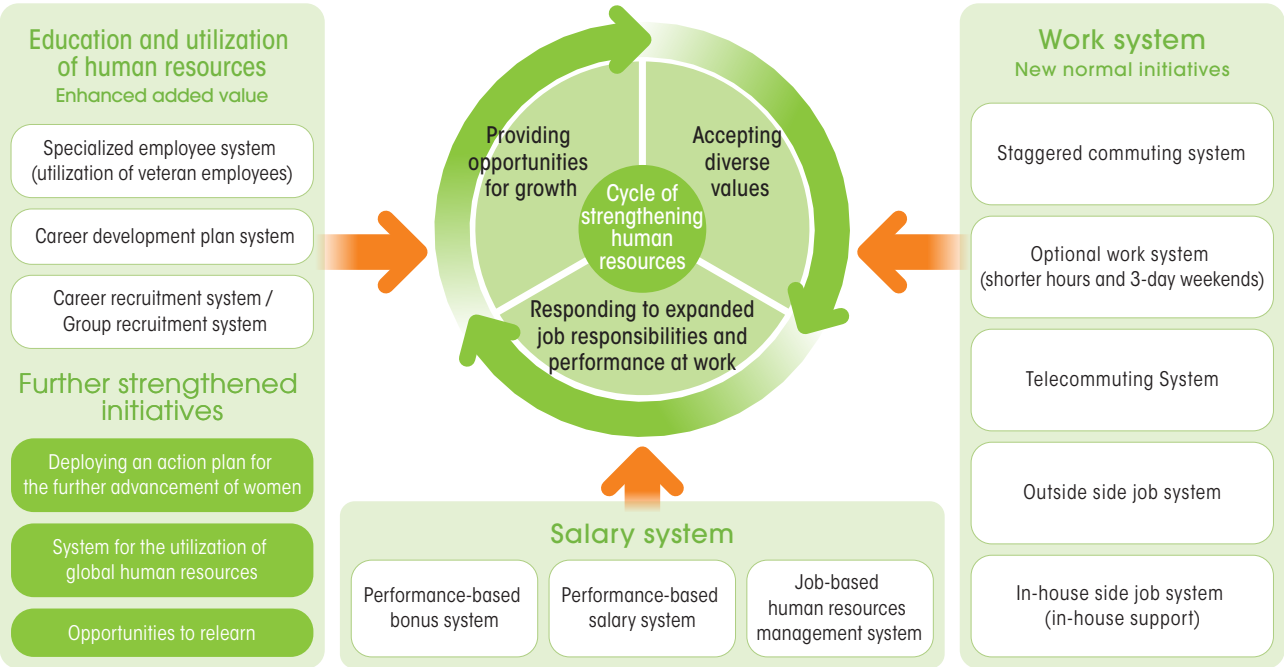 Education and utilization
of human resources
Enhanced added value
Specialized employee system
(utilization of veteran employees)
Career development plan system
Career recruitment system /
Group recruitment system
Further strengthened
initiatives
Deploying an action plan for
the further advancement of women
System for the utilization of
global human resources
Opportunities to relearn
Providing
opportunities
for growth
Accepting
diverse
values
Cycle of
strengthening
human
resources
Responding to expanded
job responsibilities and
performance at work
Salary system
Performance-based
bonus system
Performance-based
salary system
Job-based
human resources
management system
Work system
New normal initiatives
Staggered commuting system
Optional work system
(shorter hours and 3-day weekends)
Telecommuting System
Outside side job system
In-house side job system
(in-house support)